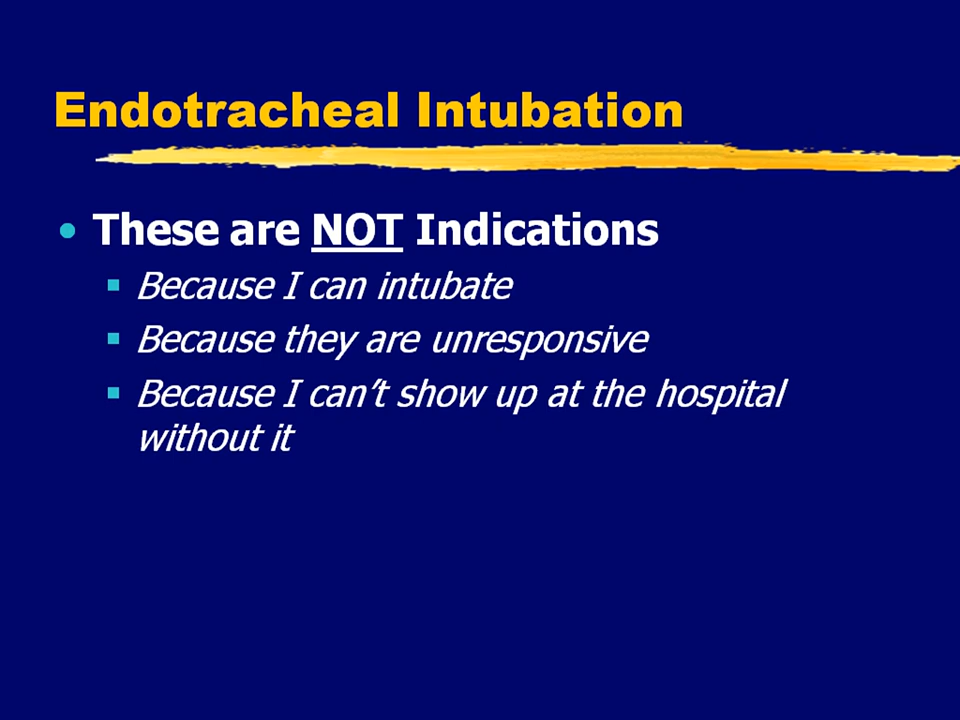 Endotracheal Intubation
• These are NOT Indications
▪ Because I can intubate
▪ Because they are unresponsive
▪ Because I can’t show up at the hospital
without it